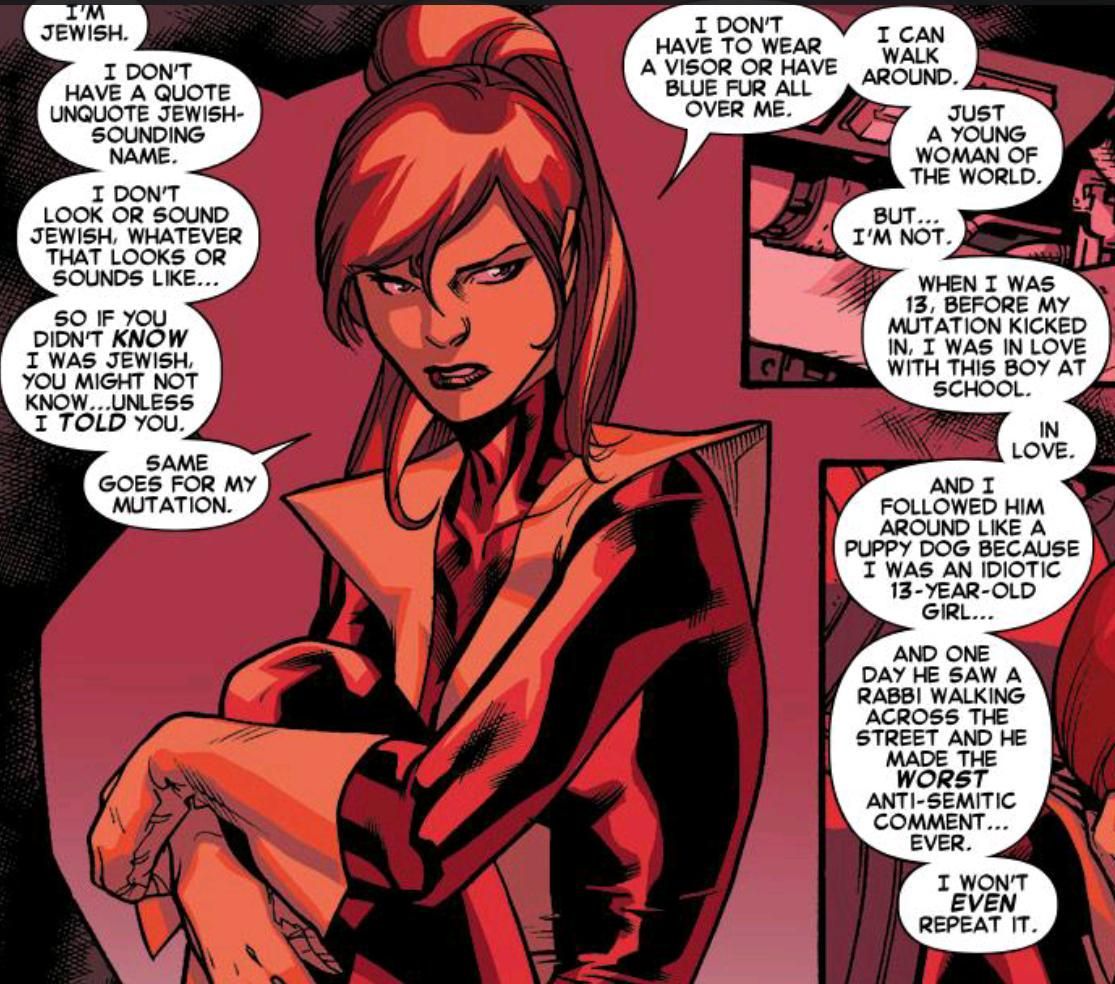 I'M
JEWISH.
I DON'T
HAVE A QUOTE
UNQUOTE JEWISH-
SOUNDING
NAME.
I DON'T
LOOK OR SOUND
JEWISH, WHATEVER
THAT LOOKS OR
SOUNDS LIKE...
SO IF YOU
DIDN'T KNOW
I WAS JEWISH,
YOU MIGHT NOT
KNOW...UNLESS
I TOLD YOU.
SAME
GOES FOR MY
MUTATION.
I DON'T
HAVE TO WEAR
A VISOR OR HAVE
BLUE FUR ALL
OVER ME.
I CAN
WALK
AROUND.
JUST
A YOUNG
WOMAN OF
THE WORLD.
BUT...
I'M NOT.
WHEN I WAS
13, BEFORE MY
MUTATION KICKED
IN, I WAS IN LOVE
WITH THIS BOY AT
SCHOOL.
IN
LOVE.
AND I
FOLLOWED HIM
AROUND LIKE A
PUPPY DOG BECAUSE
I WAS AN IDIOTIC
13-YEAR-OLD
GIRL...
AND ONE
DAY HE SAW A
RABBI WALKING
ACROSS THE
STREET AND HE
MADE THE
WORST
ANTI-SEMITIC
COMMENT...
EVER.
I WON'T
EVEN
REPEAT IT.